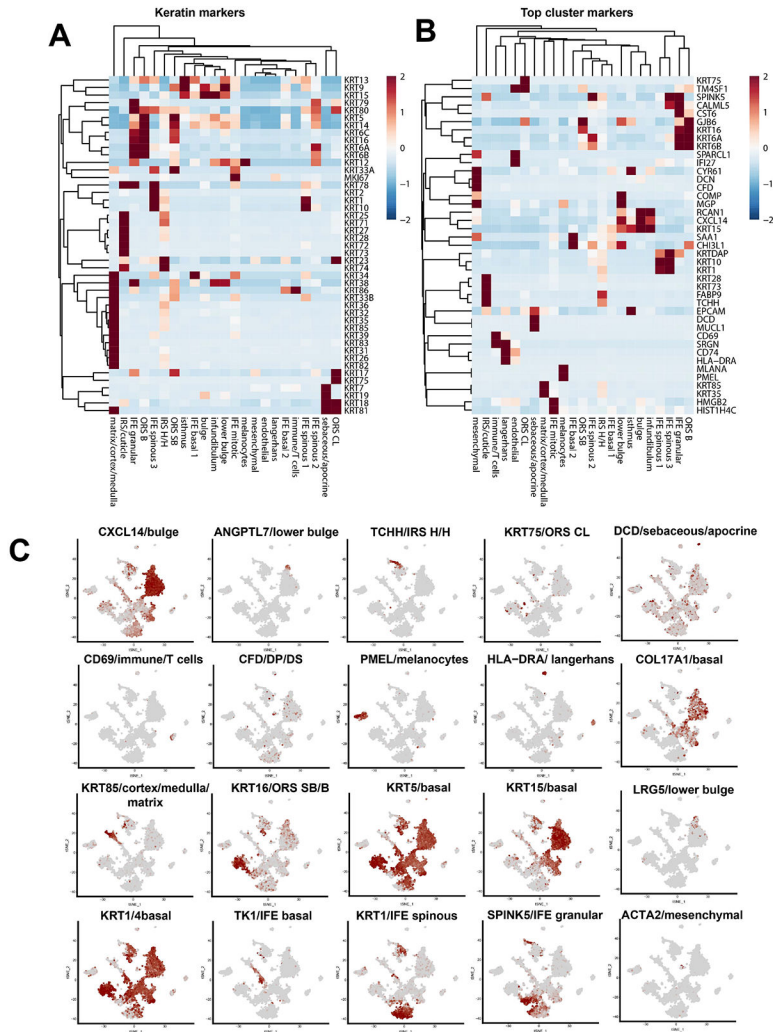 Keratin markers
A
KRT13
KRT9
KRT15
KRT79
KRT80
KRT5
KRT14
KRT6C
KRT16
KRT6A
KRT6B
KRT12
KRT33A
MKI67
KRT78
KRT2
KRT1
KRT10
KRT25
KRT71
KRT27
KRT28
KRT72
KRT73
KRT23
KRT74
KRT34
KRT38
KRT86
KRT33B
KRT36
KRT32
KRT35
KRT85
KRT39
KRT83
KRT31
KRT26
KRT82
KRT17
KRT75
KRT7
KRT19
KRT18
KRT81
2
1
0
−1
−2
matrix/cortex/medulla
IRS/cuticle
IFE granular
ORS B
IFE spinous 3
IRS H/H
ORS SB
isthmus
IFE basal 1
bulge
infundibulum
lower bulge
IFE mitotic
melanocytes
mesenchymal
endothelial
langerhans
IFE basal 2
immune/T cells
IFE spinous 1
IFE spinous 2
sebaceous/apocrine
ORS CL
Top cluster markers
B
KRT75
TM4SF1
SPINK5
CALML5
CST6
GJB6
KRT16
KRT6A
KRT6B
SPARCL1
IFI27
CYR61
DCN
CFD
COMP
MGP
RCAN1
CXCL14
KRT15
SAA1
CHI3L1
KRTDAP
KRT10
KRT1
KRT28
KRT73
FABP9
TCHH
EPCAM
DCD
MUCL1
CD69
SRGN
CD74
HLA−DRA
MLANA
PMEL
KRT85
KRT35
HMGB2
HIST1H4C
2
1
0
−1
−2
mesenchymal
IRS/cuticle
immune/T cells
langerhans
endothelial
ORS CL
sebaceous/apocrine
matrix/cortex/medulla
IFE mitotic
melanocytes
IFE basal 2
ORS SB
IFE spinous 2
IRS H/H
IFE basal 1
lower bulge
isthmus
bulge
infundibulum
IFE spinous 1
IFE spinous 3
IFE granular
ORS B
C
CXCL14/bulge
ANGPTL7/lower bulge
TCHH/IRS H/H
KRT75/ORS CL
DCD/sebaceous/apocrine
CD69/immune/T cells
CFD/DP/DS
PMEL/melanocytes
HLA−DRA/ langerhans
COL17A1/basal
KRT85/cortex/medulla/
matrix
KRT16/ORS SB/B
KRT5/basal
KRT15/basal
LRG5/lower bulge
KRT1/4basal
TK1/IFE basal
KRT1/IFE spinous
SPINK5/IFE granular
ACTA2/mesenchymal